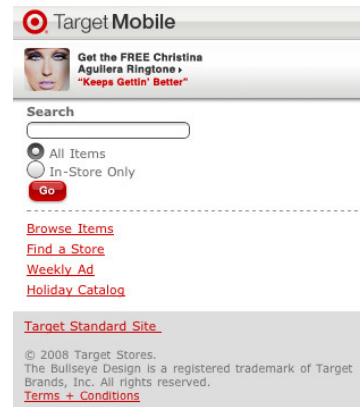 Target Mobile
Get the FREE Christina
Aguilera Ringtone ›
"Keeps Gettin' Better"
Search
All Items
In-Store Only
Go
Browse Items
Find a Store
Weekly Ad
Holiday Catalog
Target Standard Site
© 2008 Target Stores.
The Bullseye Design is a registered trademark of Target
Brands, Inc. All rights reserved.
Terms + Conditions